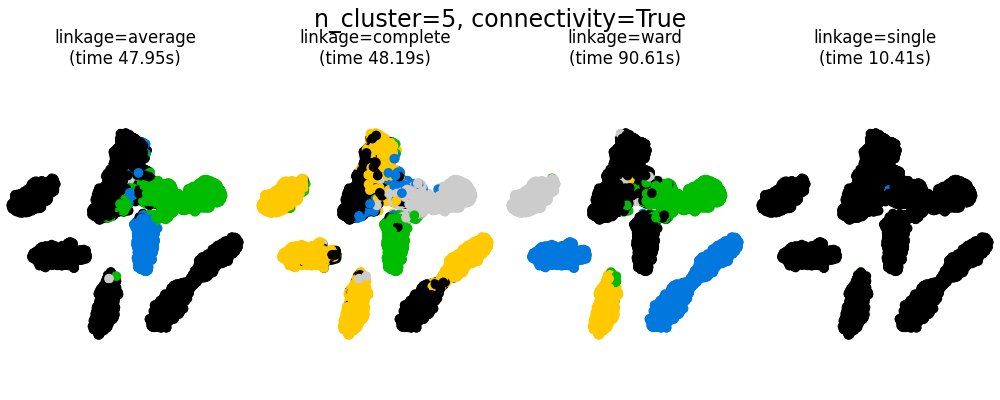 n_cluster=5, connectivity=True
linkage=average
(time 47.95s)
linkage=complete
(time 48.19s)
linkage=ward
(time 90.61s)
linkage=single
(time 10.41s)